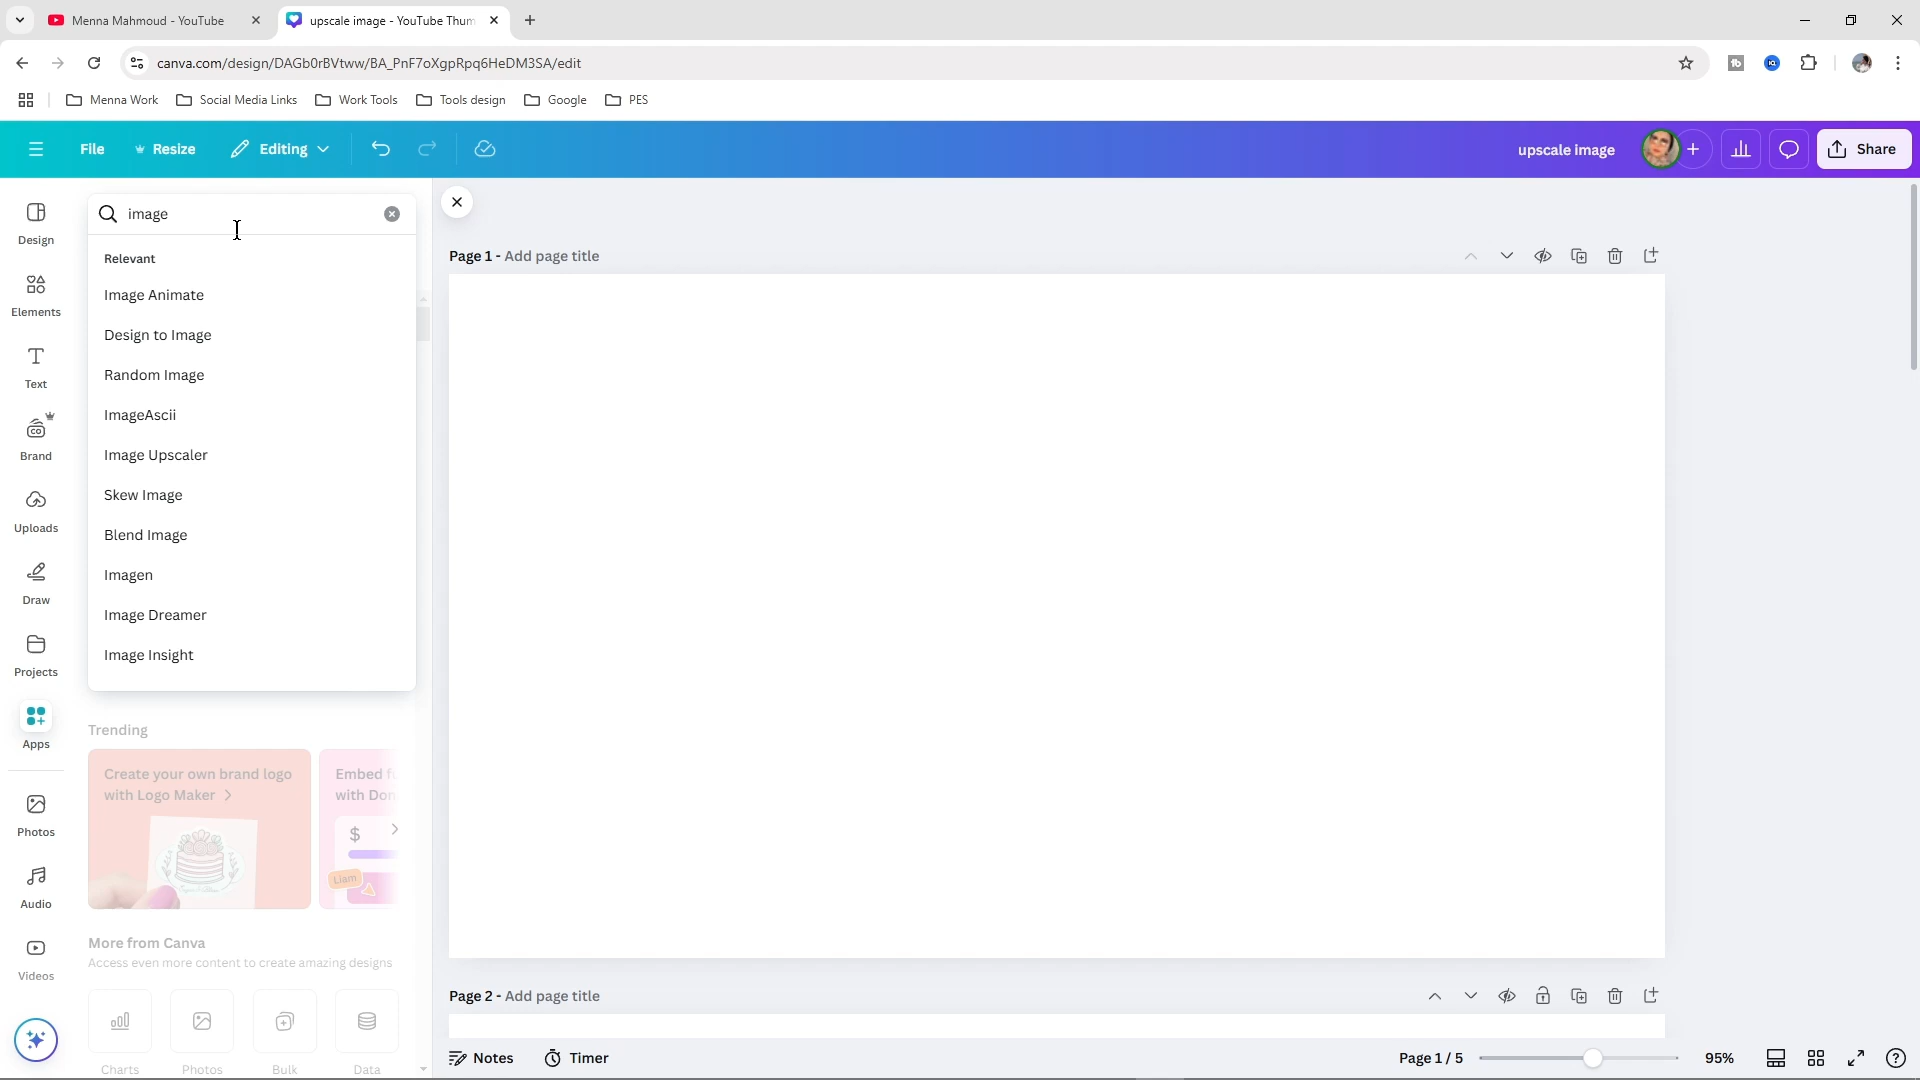 Menna Mahmoud - YouTube
upscale image - YouTube Thum
canva.com/design/DAGb0rBVtww/BA_PnF7oXgpRpq6HeDM3SA/edit
Menna Work
Social Media Links
Work Tools
Tools design
Google
PES
File
Resize
Editing
upscale image
Share
Design
Elements
Text
Brand
Uploads
Draw
Projects
Apps
Photos
Audio
Videos
image
Relevant
Image Animate
Design to Image
Random Image
ImageAscii
Image Upscaler
Skew Image
Blend Image
Imagen
Image Dreamer
Image Insight
Trending
Create your own brand logo
with Logo Maker
Embed f
with Don
$
Liam
More from Canva
Access even more content to create amazing designs
Charts
Photos
Bulk
Data
Page 1 - Add page title
Page 2 - Add page title
Notes
Timer
Page 1 / 5
95%